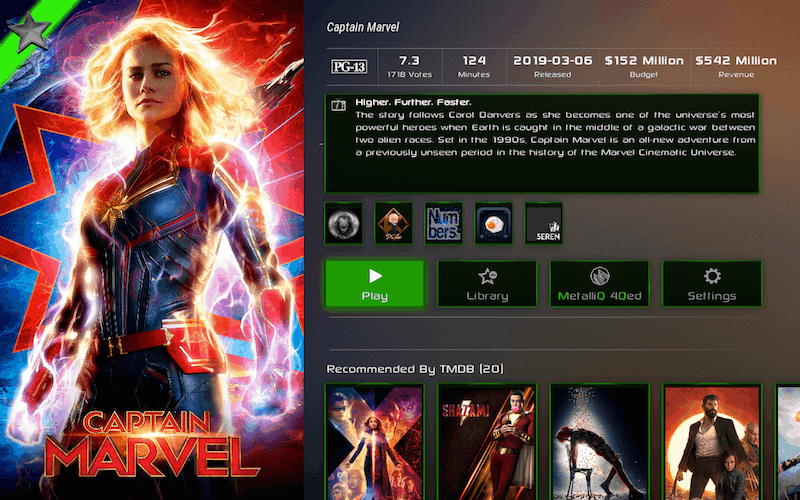 Captain Marvel
PG-13
7.3
1718 Votes
124
Minutes
2019-03-06
Released
$152 Million
Budget
$542 Million
Revenue
Higher. Further. Faster.
The story follows Carol Danvers as she becomes one of the universe's most
powerful heroes when Earth is caught in the middle of a galactic war between
two alien races. Set in the 1990s, Captain Marvel is an all-new adventure from
a previously unseen period in the history of the Marvel Cinematic Universe.
Num
bers.
SEREN
Play
Library
MetalliQ 4Qed
Settings
Recommended By TMDB (20)
SHAZAM!
CAPTAIN
MARVEL